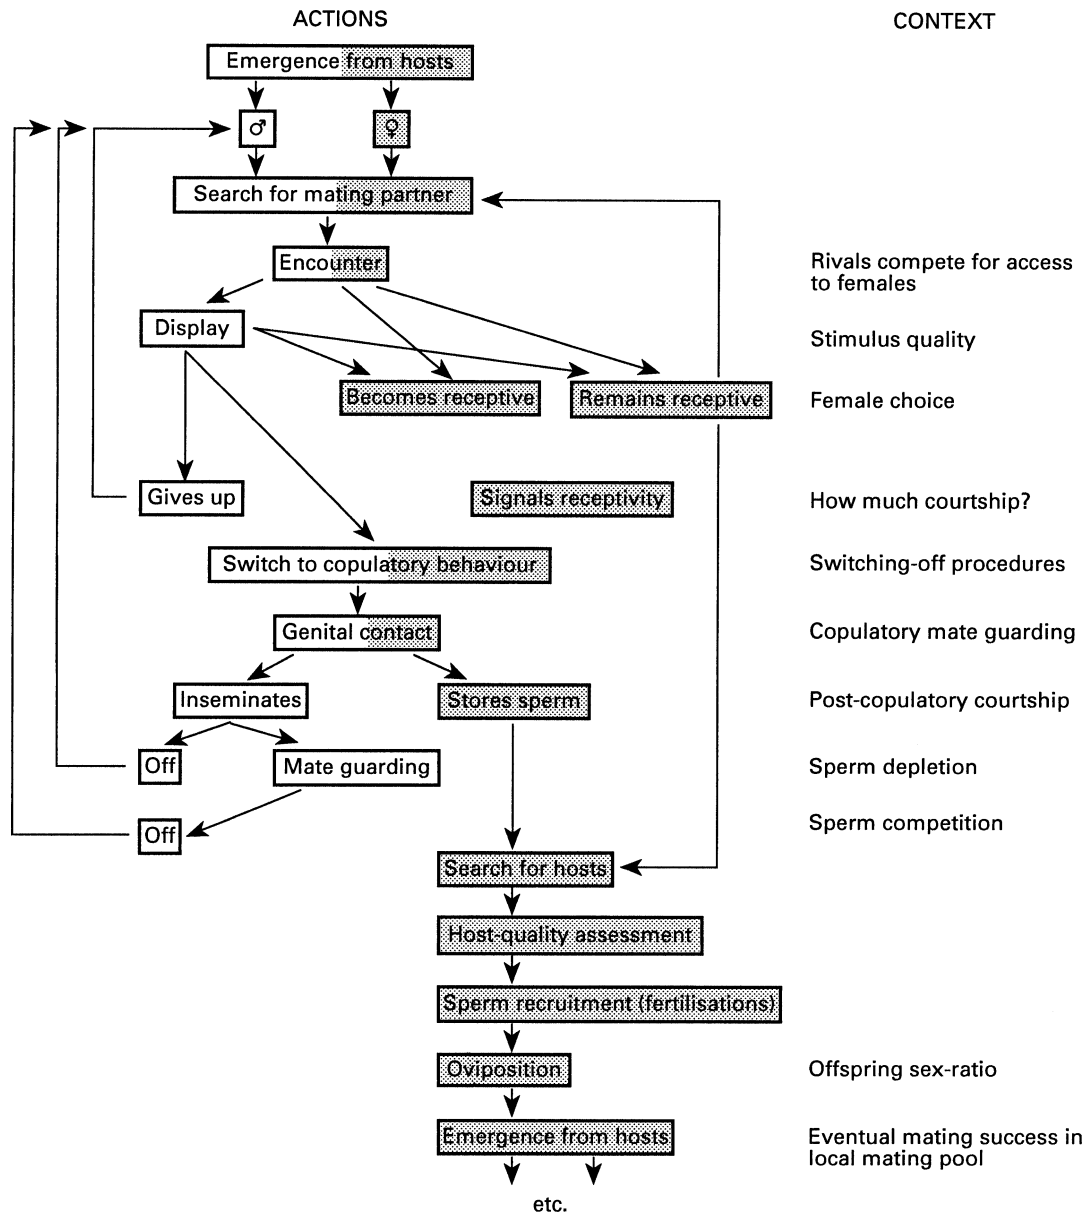 ACTIONS
CONTEXT
Emergence from hosts
♂
♀
Search for mating partner
Encounter
Rivals compete for access
to females
Display
Stimulus quality
Becomes receptive
Remains receptive
Female choice
Gives up
Signals receptivity
How much courtship?
Switch to copulatory behaviour
Switching-off procedures
Genital contact
Copulatory mate guarding
Inseminates
Stores sperm
Post-copulatory courtship
Off
Mate guarding
Sperm depletion
Off
Sperm competition
Search for hosts
Host-quality assessment
Sperm recruitment (fertilisations)
Oviposition
Offspring sex-ratio
Emergence from hosts
Eventual mating success in
local mating pool
etc.